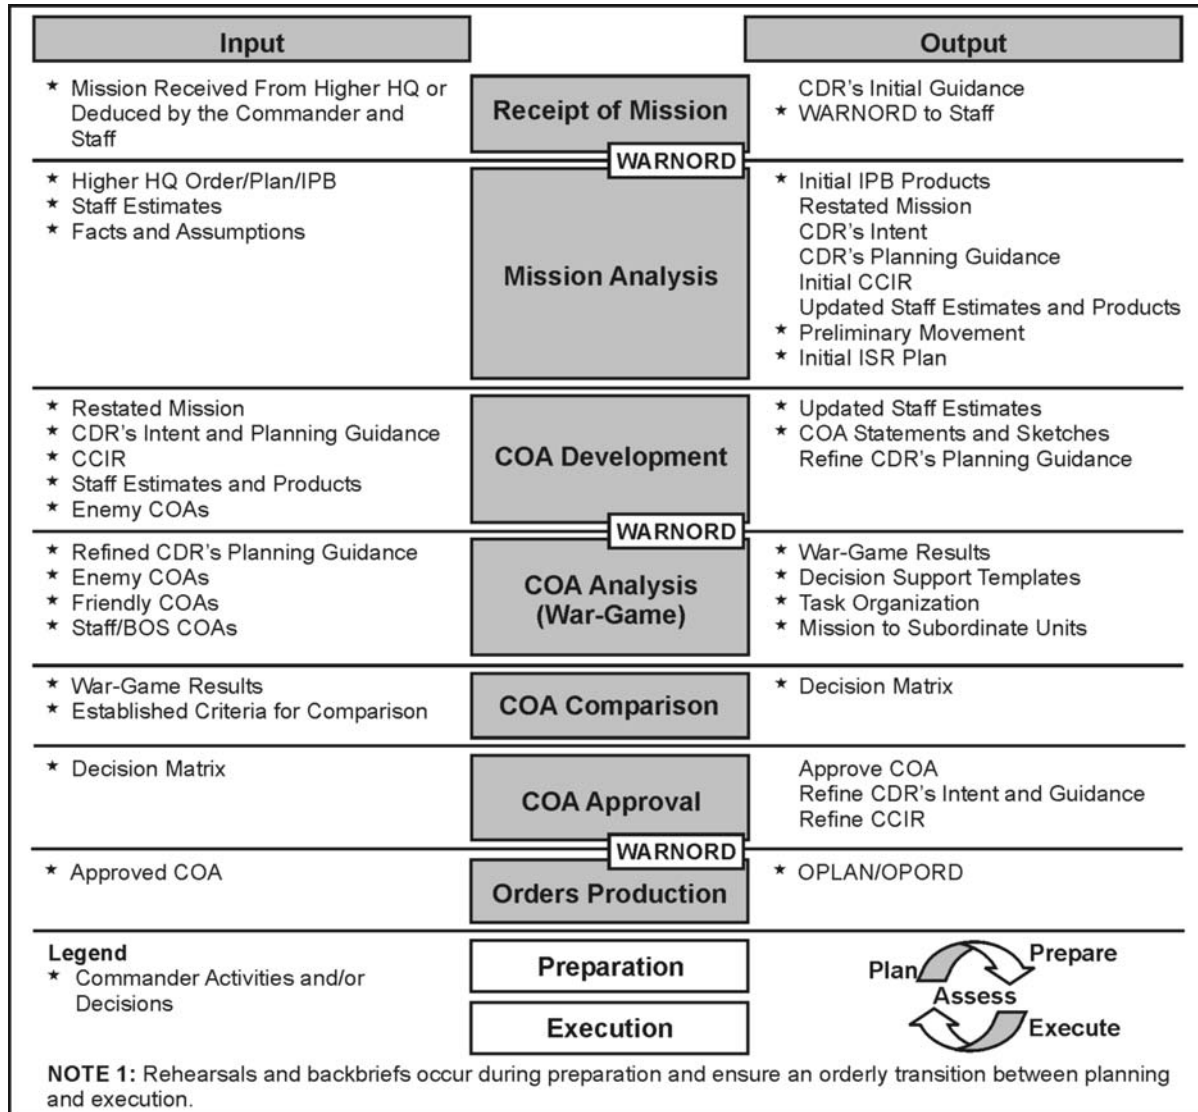 Input
Output
★ Mission Received From Higher HQ or
Deduced by the Commander and
Staff
Receipt of Mission
CDR's Initial Guidance
★ WARNORD to Staff
WARNORD
★ Higher HQ Order/Plan/IPB
★ Staff Estimates
★ Facts and Assumptions
Mission Analysis
★ Initial IPB Products
Restated Mission
CDR's Intent
CDR's Planning Guidance
Initial CCIR
Updated Staff Estimates and Products
★ Preliminary Movement
★ Initial ISR Plan
★ Restated Mission
★ CDR's Intent and Planning Guidance
★ CCIR
★ Staff Estimates and Products
★ Enemy COAs
COA Development
★ Updated Staff Estimates
★ COA Statements and Sketches
Refine CDR's Planning Guidance
WARNORD
★ Refined CDR's Planning Guidance
★ Enemy COAs
★ Friendly COAs
★ Staff/BOS COAs
COA Analysis
(War-Game)
★ War-Game Results
★ Decision Support Templates
★ Task Organization
★ Mission to Subordinate Units
★ War-Game Results
★ Established Criteria for Comparison
COA Comparison
★ Decision Matrix
★ Decision Matrix
COA Approval
Approve COA
Refine CDR's Intent and Guidance
Refine CCIR
WARNORD
★ Approved COA
Orders Production
★ OPLAN/OPORD
Legend
★ Commander Activities and/or
Decisions
Preparation
Execution
Plan
Prepare
Assess
Execute
NOTE 1: Rehearsals and backbriefs occur during preparation and ensure an orderly transition between planning
and execution.